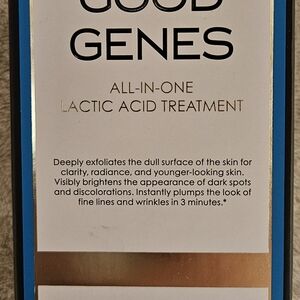 GOOD
GENES
ALL-IN-ONE
LACTIC ACID TREATMENT
Deeply exfoliates the dull surface of the skin for
clarity, radiance, and younger-looking skin.
Visibly brightens the appearance of dark spots
and discolorations. Instantly plumps the look of
fine lines and wrinkles in 3 minutes.*